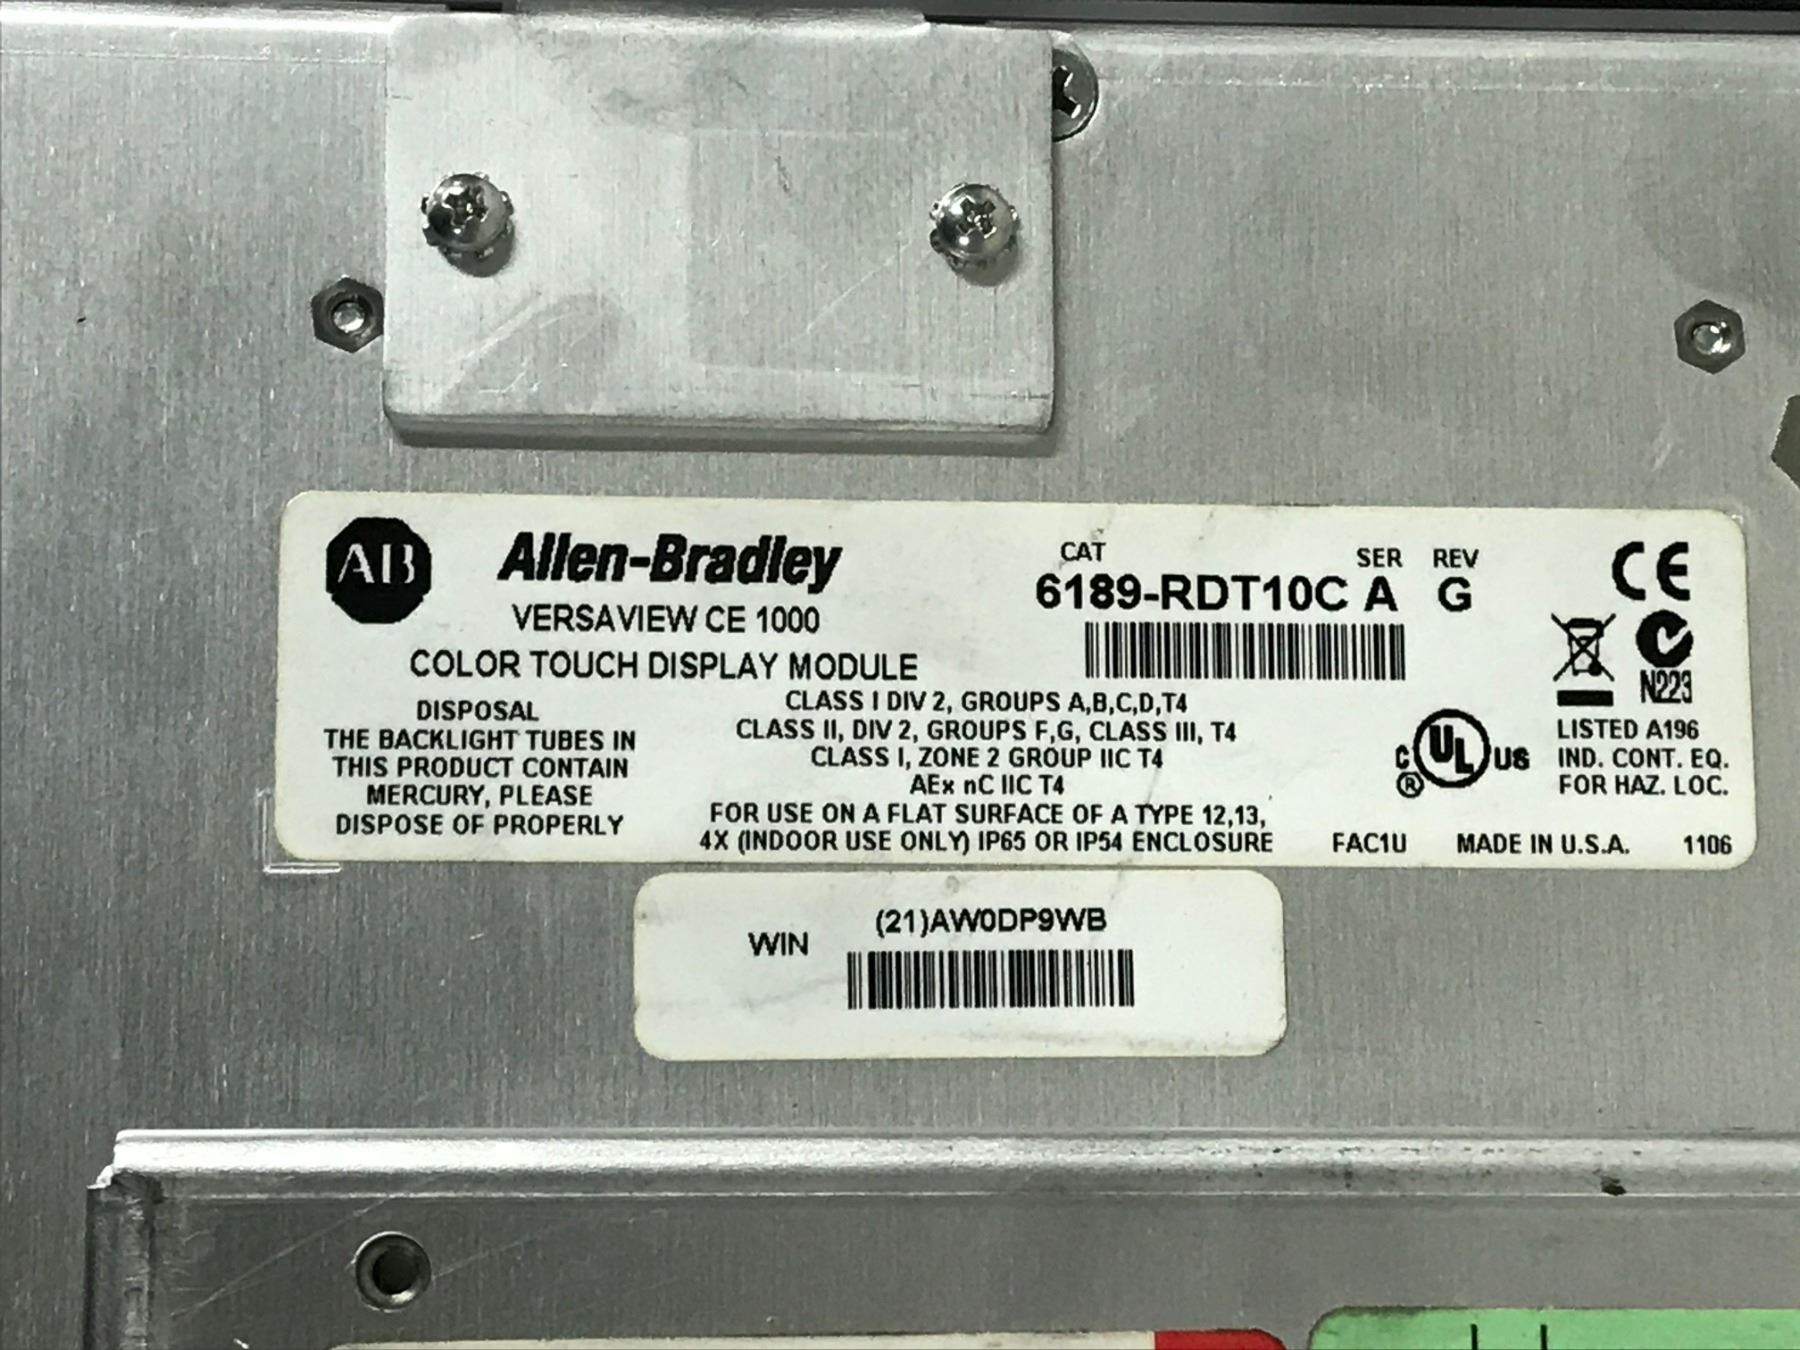 AB Allen-Bradley
VERSAVIEW CE 1000
COLOR TOUCH DISPLAY MODULE
CAT SER REV
6189-RDT10C A G
CE
N223
DISPOSAL
THE BACKLIGHT TUBES IN
THIS PRODUCT CONTAIN
MERCURY, PLEASE
DISPOSE OF PROPERLY
CLASS I DIV 2, GROUPS A,B,C,D,T4
CLASS II, DIV 2, GROUPS F,G, CLASS III, T4
CLASS I, ZONE 2 GROUP IIC T4
AEx nC IIC T4
FOR USE ON A FLAT SURFACE OF A TYPE 12,13,
4X (INDOOR USE ONLY) IP65 OR IP54 ENCLOSURE
C UL US
®
LISTED A196
IND. CONT. EQ.
FOR HAZ. LOC.
FAC1U MADE IN U.S.A. 1106
WIN (21)AW0DP9WB